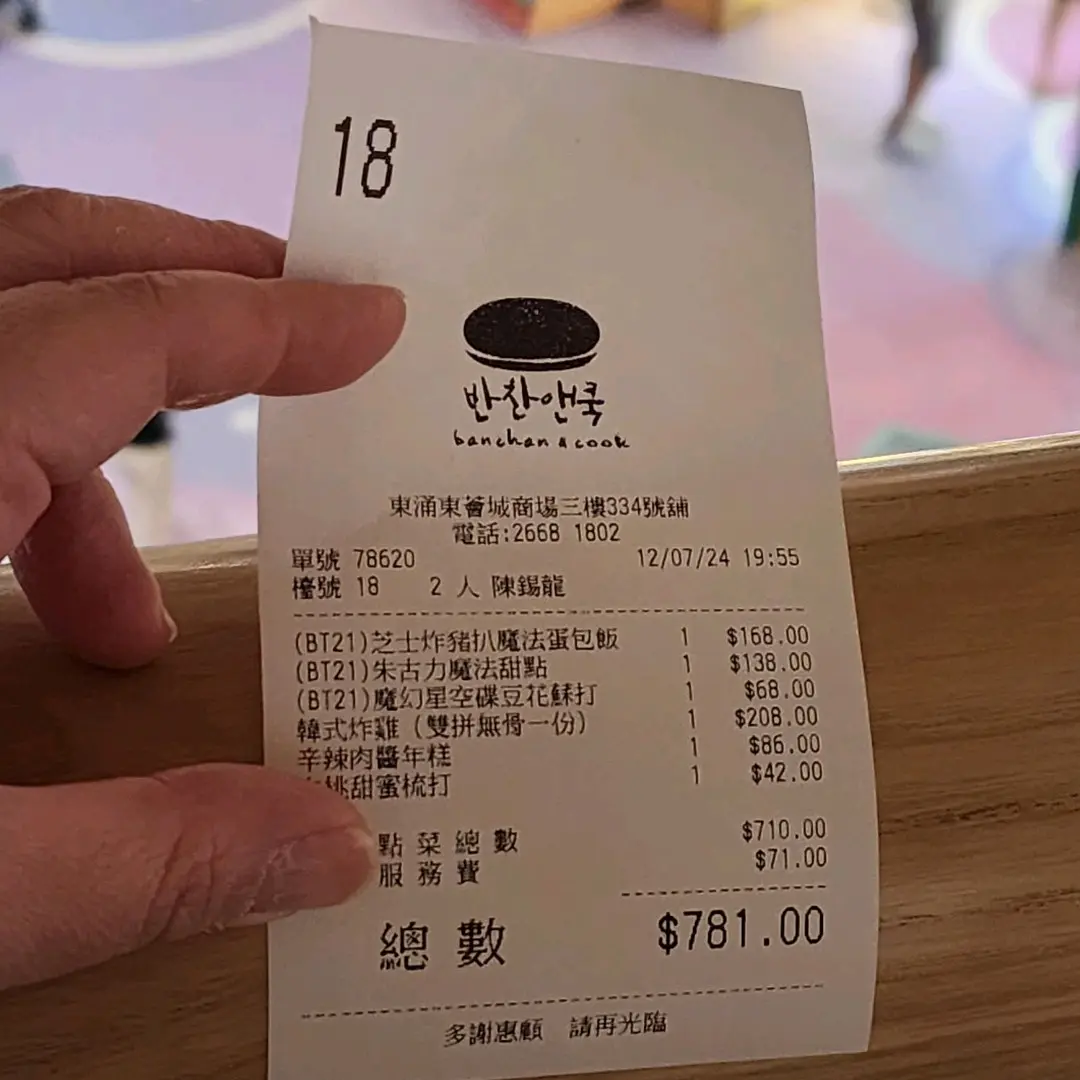 18
반찬앤쿡
banchan & cook
東涌東薈城商場三樓334號舖
電話:2668 1802
單號 78620 12/07/24 19:55
檯號 18 2 人 陳錫龍
(BT21)芝士炸豬扒魔法蛋包飯 1 $168.00
(BT21)朱古力魔法甜點 1 $138.00
(BT21)魔幻星空碟豆花蘇打 1 $68.00
韓式炸雞 (雙拼無骨一份) 1 $208.00
辛辣肉醬年糕 1 $86.00
桃甜蜜梳打 1 $42.00
點菜總數 $710.00
服務費 $71.00
總數 $781.00
多謝惠顧 請再光臨